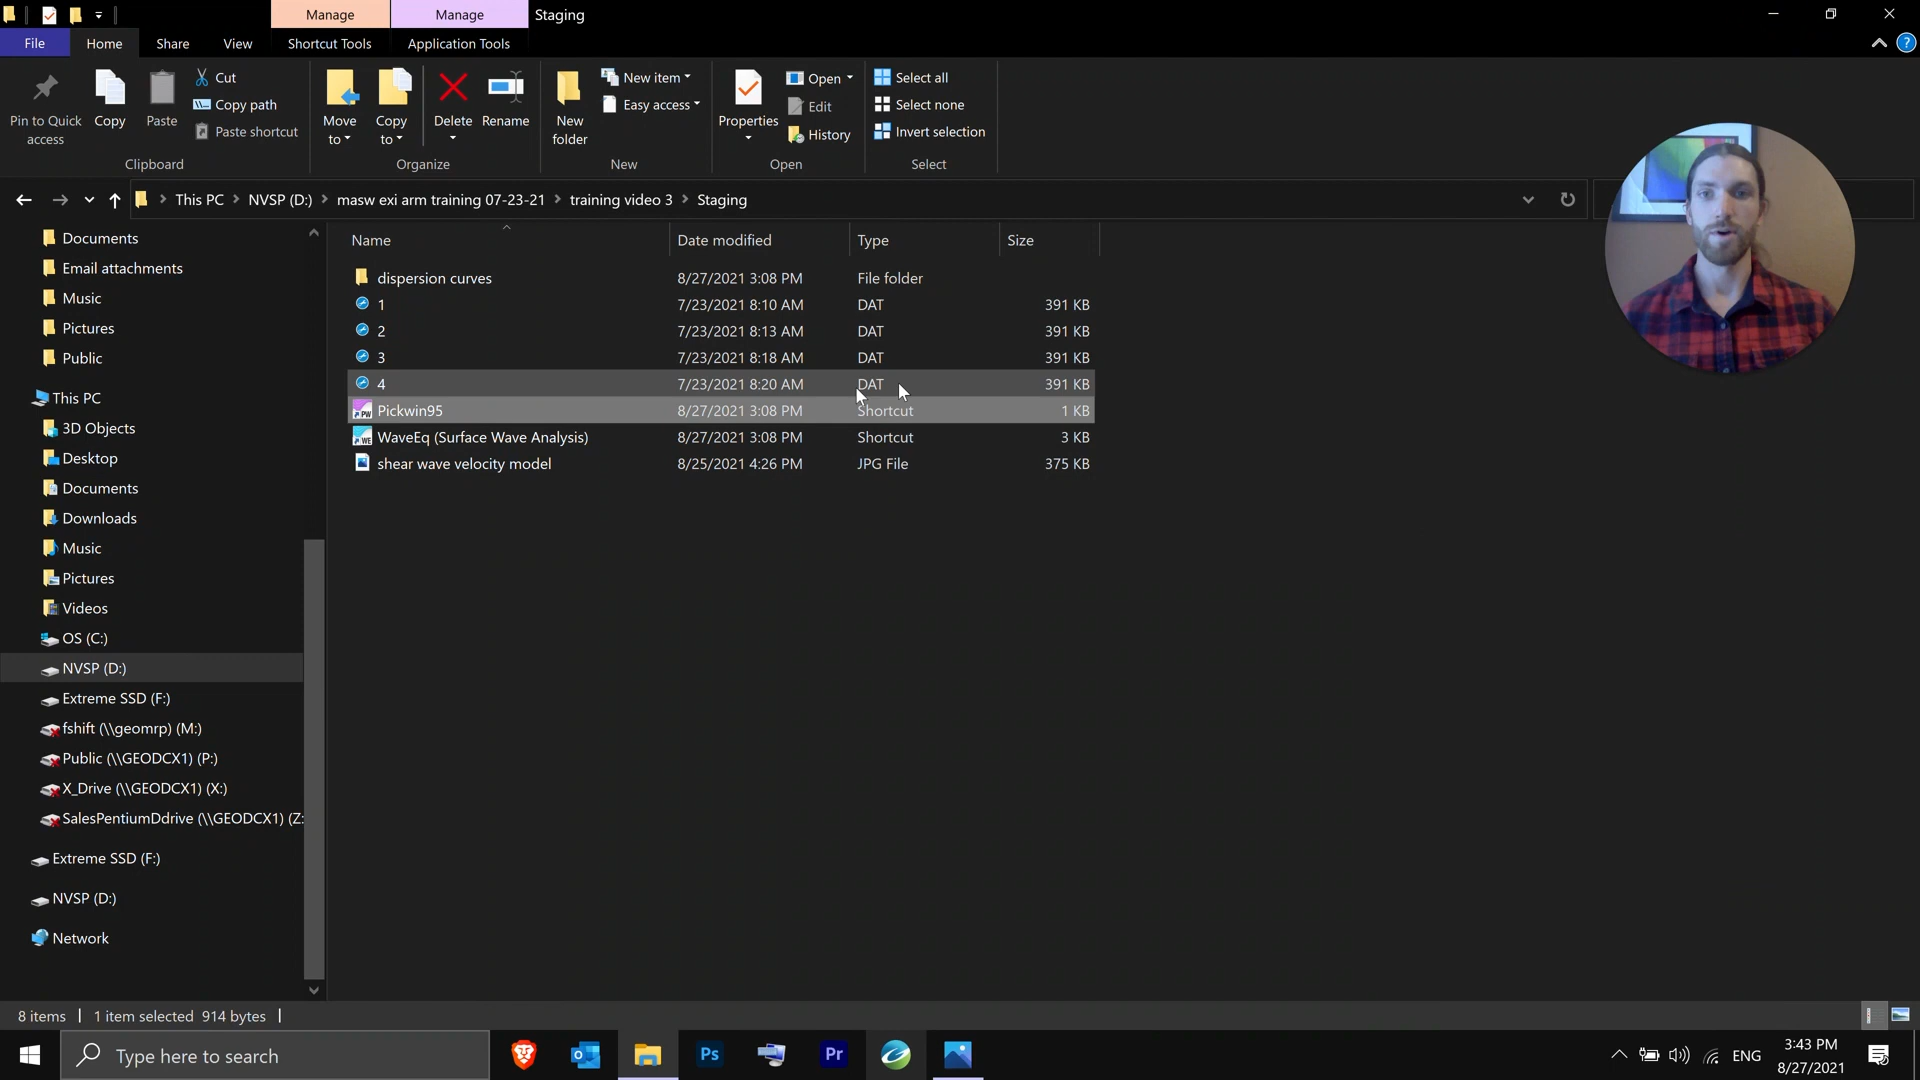 Manage
Manage
Staging
File
Home
Share
View
Shortcut Tools
Application Tools
Pin to Quick access
Copy
Paste
Cut
Copy path
Paste shortcut
Clipboard
Move to
Copy to
Delete
Rename
Organize
New folder
New item
Easy access
New
Properties
Open
Edit
History
Open
Select all
Select none
Invert selection
Select
This PC
NVSP (D:)
masw exi arm training 07-23-21
training video 3
Staging
Name
Date modified
Type
Size
dispersion curves 8/27/2021 3:08 PM File folder
1 7/23/2021 8:10 AM DAT 391 KB
2 7/23/2021 8:13 AM DAT 391 KB
3 7/23/2021 8:18 AM DAT 391 KB
4 7/23/2021 8:20 AM DAT 391 KB
Pickwin95 8/27/2021 3:08 PM Shortcut 1 KB
WaveEq (Surface Wave Analysis) 8/27/2021 3:08 PM Shortcut 3 KB
shear wave velocity model 8/25/2021 4:26 PM JPG File 375 KB
Documents
Email attachments
Music
Pictures
Public
This PC
3D Objects
Desktop
Documents
Downloads
Music
Pictures
Videos
OS (C:)
NVSP (D:)
Extreme SSD (F:)
fshift (\\geomrp) (M:)
Public (\\GEODCX1) (P:)
X_Drive (\\GEODCX1) (X:)
SalesPentiumDdrive (\\GEODCX1) (Z:
Extreme SSD (F:)
NVSP (D:)
Network
8 items
1 item selected 914 bytes
Type here to search
Ps
Pr
ENG
3:43 PM
8/27/2021